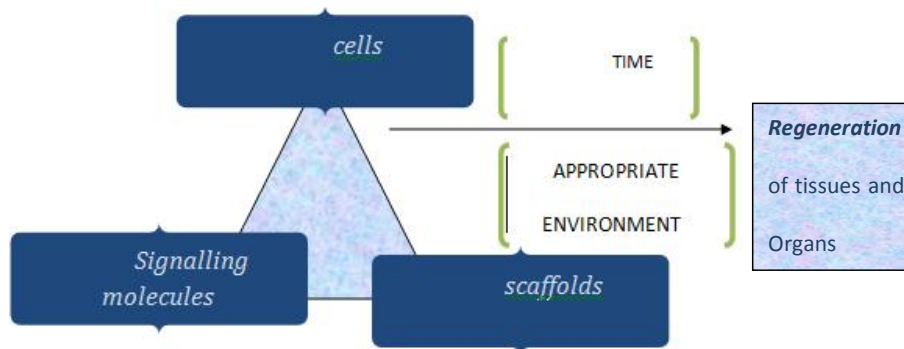 cells
TIME
Regeneration
of tissues and
Organs
APPROPRIATE
ENVIRONMENT
Signalling
molecules
scaffolds